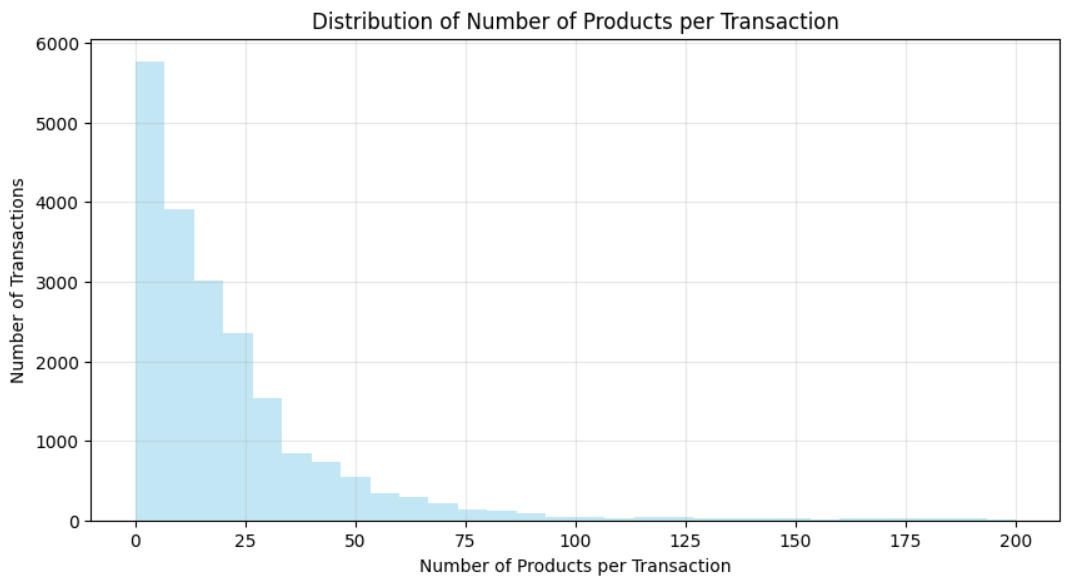 Distribution of Number of Products per Transaction
6000
5000
4000
3000
2000
1000
0
Number of Transactions
0 25 50 75 100 125 150 175 200
Number of Products per Transaction